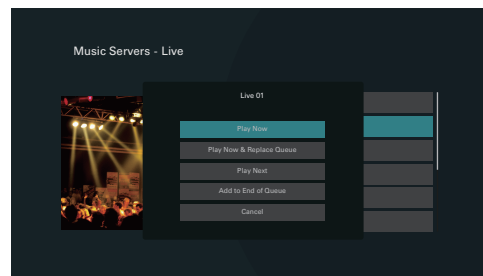 Music Servers - Live
Live 01
Play Now
Play Now & Replace Queue
Play Next
Add to End of Queue
Cancel